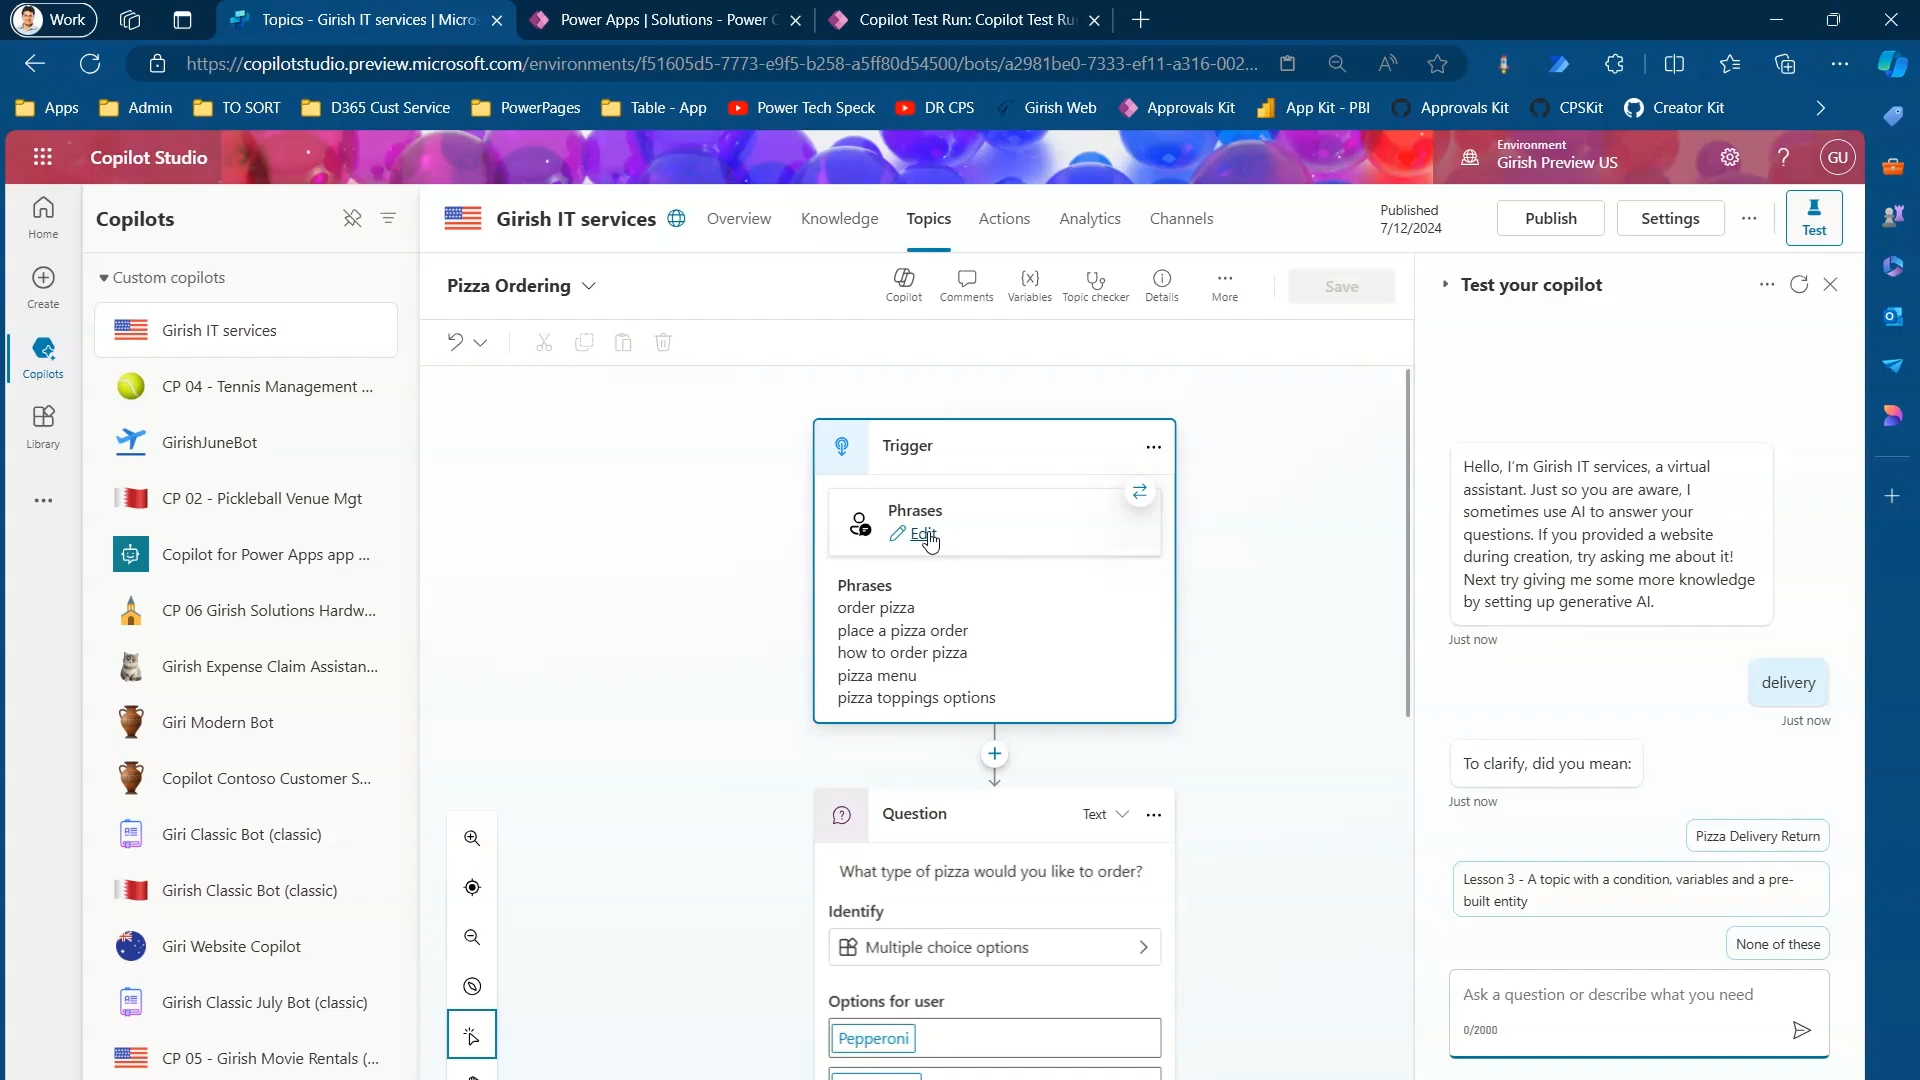 Work
Topics - Girish IT services | Micro
Power Apps | Solutions - Power
Copilot Test Run: Copilot Test Ru
https://copilotstudio.preview.microsoft.com/environments/f51605d5-7773-e9f5-b258-a5ff80d54500/bots/a2981be0-7333-ef11-a316-002...
Apps
Admin
TO SORT
D365 Cust Service
PowerPages
Table - App
Power Tech Speck
DR CPS
Girish Web
Approvals Kit
App Kit - PBI
Approvals Kit
CPSKit
Creator Kit
Copilot Studio
Environment
Girish Preview US
GU
Home
Create
Copilots
Library
Copilots
Custom copilots
Girish IT services
CP 04 - Tennis Management ...
GirishJuneBot
CP 02 - Pickleball Venue Mgt
Copilot for Power Apps app ...
CP 06 Girish Solutions Hardw...
Girish Expense Claim Assistan...
Giri Modern Bot
Copilot Contoso Customer S...
Giri Classic Bot (classic)
Girish Classic Bot (classic)
Giri Website Copilot
Girish Classic July Bot (classic)
CP 05 - Girish Movie Rentals (...
Girish IT services
Overview
Knowledge
Topics
Actions
Analytics
Channels
Published
7/12/2024
Publish
Settings
Test
Pizza Ordering
Copilot
Comments
Variables
Topic checker
Details
More
Save
Trigger
Phrases
Edit
Phrases
order pizza
place a pizza order
how to order pizza
pizza menu
pizza toppings options
Question
Text
What type of pizza would you like to order?
Identify
Multiple choice options
Options for user
Pepperoni
Test your copilot
Hello, I'm Girish IT services, a virtual
assistant. Just so you are aware, I
sometimes use AI to answer your
questions. If you provided a website
during creation, try asking me about it!
Next try giving me some more knowledge
by setting up generative AI.
Just now
delivery
Just now
To clarify, did you mean:
Just now
Pizza Delivery Return
Lesson 3 - A topic with a condition, variables and a pre-
built entity
None of these
Ask a question or describe what you need
0/2000